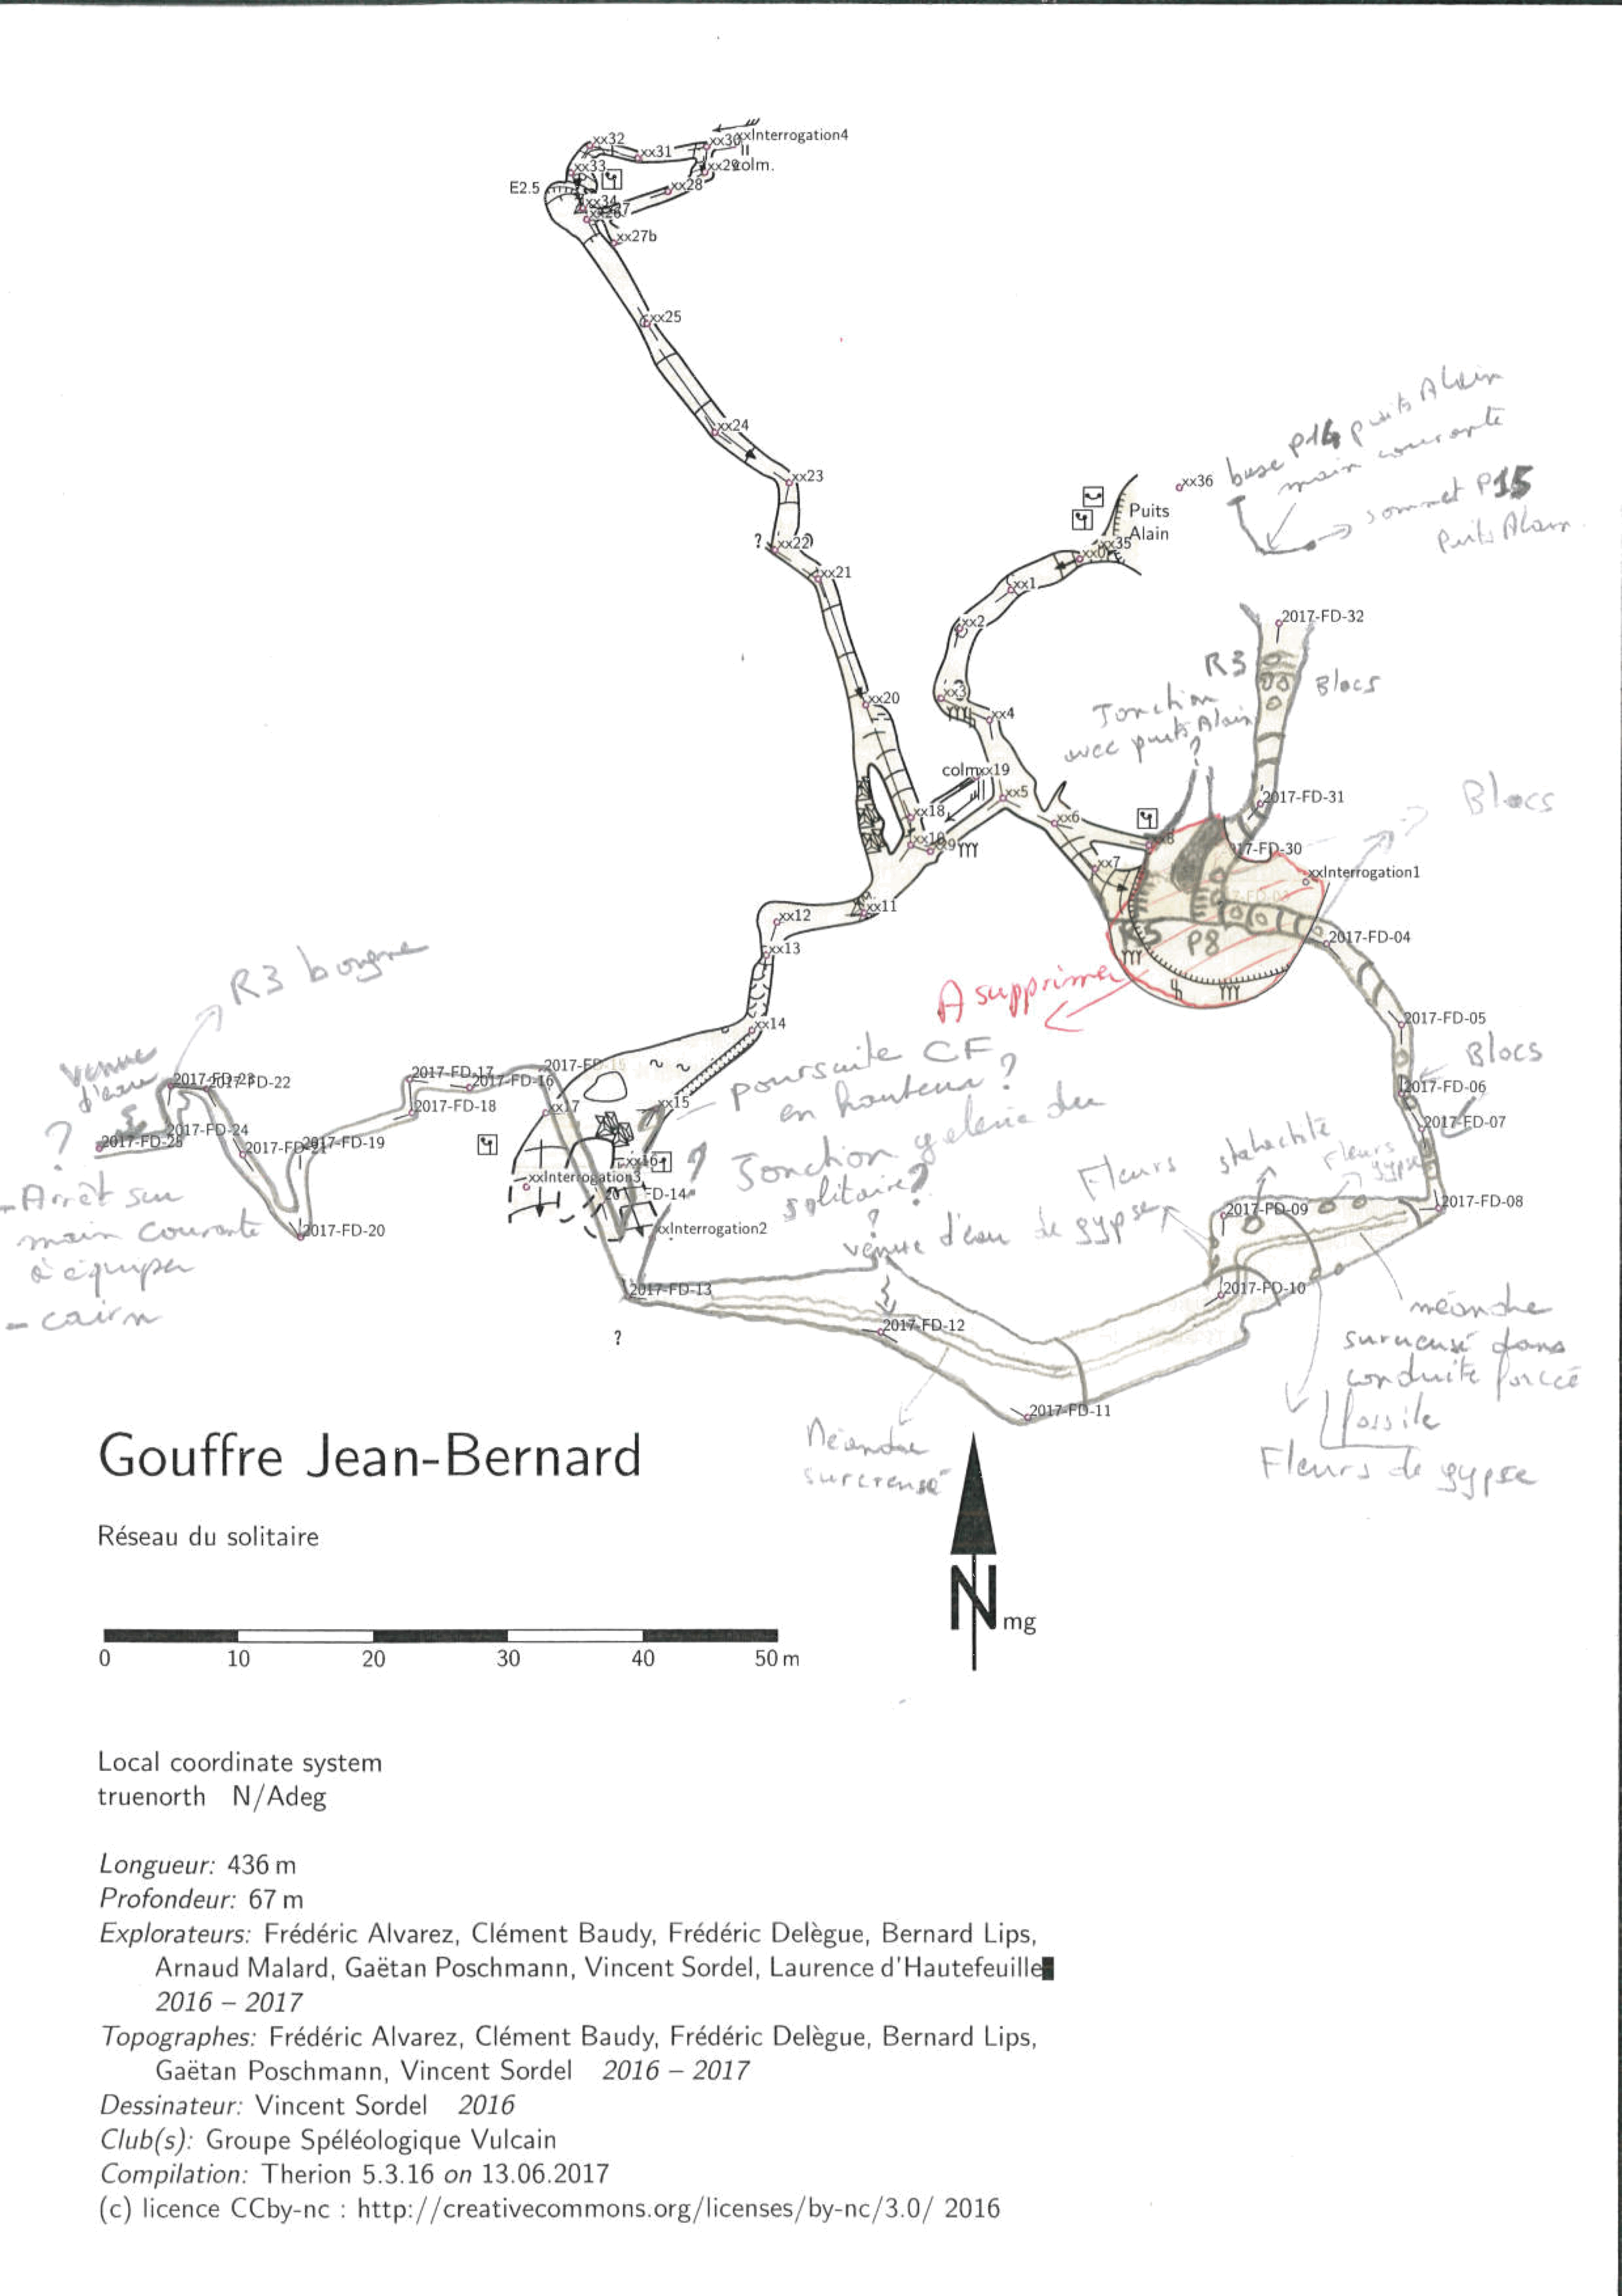 xx32
xx30
xxInterrogation4
xx31
xx33
xx29
colm.
E2.5
xx28
xx34
xx27b
xx25
xx24
xx23
? xx22
xx21
xx36
base P14 puits Alain
main courante
sommet P15
Puits Alain
Puits
Alain
xx35
xx0
xx1
xx2
2017-FD-32
R3
Blocs
xx3
xx4
xx20
Jonction
avec puits Alain
?
colm
xx19
xx5
2017-FD-31
Blocs
?
xx18
xx6
xx8
xx10
xx9
17-FD-30
xx7
xxInterrogation1
xx11
xx12
R5 P8
2017-FD-04
xx13
R3 borgne
A supprimer
xx14
2017-FD-05
Blocs
venue
d'eau
?
poursuite CF
en hauteur ?
2017-FD-23
2017-FD-22
2017-FD-17
2017-FD-16
2017-FD-15
2017-FD-06
2017-FD-18
xx17
xx15
2017-FD-07
2017-FD-24
2017-FD-25
2017-FD-21
2017-FD-19
xx16
?
Jonction galerie du
solitaire ?
Fleurs
de gypse
stalactite
Fleurs
gypse
xxInterrogation3
FD-14
- Arrêt sur
main courante
à équiper
- cairn
2017-FD-20
xxInterrogation2
?
venue d'eau
2017-FD-09
2017-FD-08
2017-FD-13
2017-FD-10
?
2017-FD-12
2017-FD-11
méandre
surcreusé dans
conduite forcée
fossile
Fleurs de gypse
Méandre
surcreusé
Gouffre Jean-Bernard
Réseau du solitaire
N mg
0 10 20 30 40 50 m
Local coordinate system
truenorth N/Adeg
Longueur: 436 m
Profondeur: 67 m
Explorateurs: Frédéric Alvarez, Clément Baudy, Frédéric Delègue, Bernard Lips,
Arnaud Malard, Gaëtan Poschmann, Vincent Sordel, Laurence d'Hautefeuille
2016 – 2017
Topographes: Frédéric Alvarez, Clément Baudy, Frédéric Delègue, Bernard Lips,
Gaëtan Poschmann, Vincent Sordel 2016 – 2017
Dessinateur: Vincent Sordel 2016
Club(s): Groupe Spéléologique Vulcain
Compilation: Therion 5.3.16 on 13.06.2017
(c) licence CCby-nc : http://creativecommons.org/licenses/by-nc/3.0/ 2016